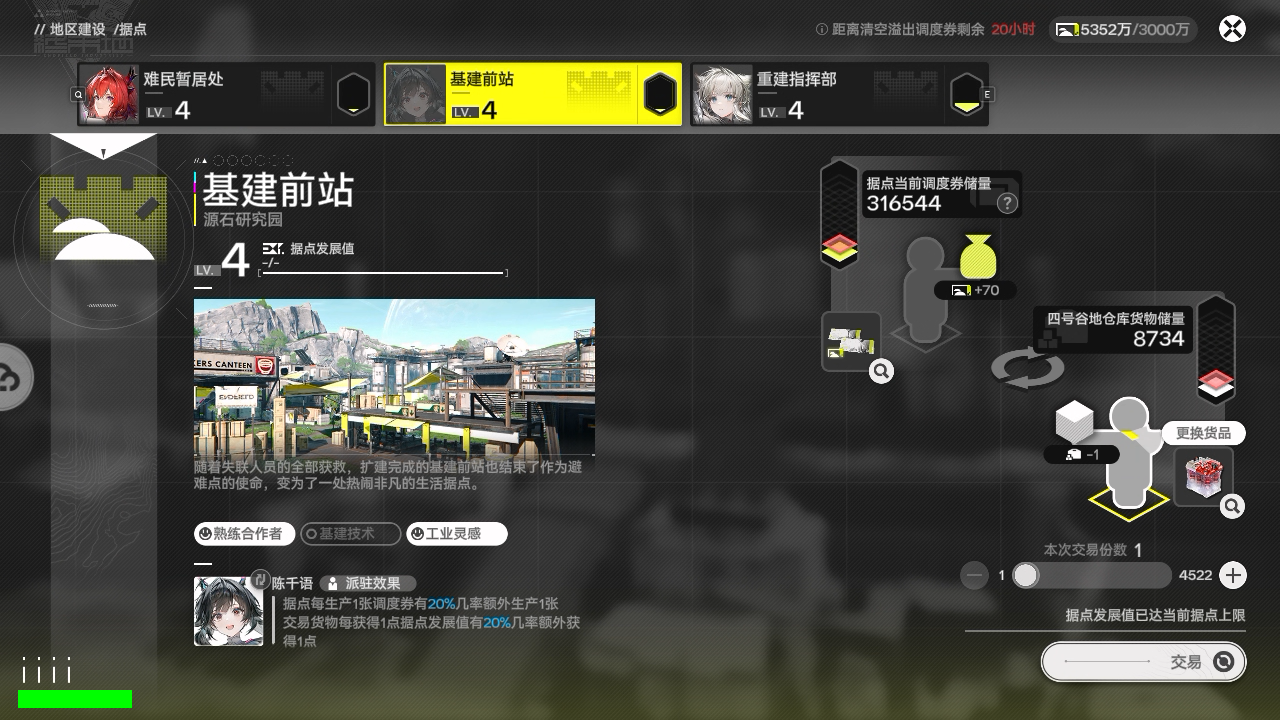 // 地区建设 /据点
距离清空溢出调度券剩余 20小时
5352万/3000万
Q
难民暂居处
LV. 4
基建前站
LV. 4
重建指挥部
LV. 4
E
基建前站
源石研究园
LV. 4
据点发展值
-/-
CANTEEN
随着失联人员的全部获救，扩建完成的基建前站也结束了作为避
难点的使命，变为了一处热闹非凡的生活据点。
熟练合作者
基建技术
工业灵感
陈千语
派驻效果
据点每生产1张调度券有20%几率额外生产1张
交易货物每获得1点据点发展值有20%几率额外获
得1点
据点当前调度券储量
316544
?
+70
四号谷地仓库货物储量
8734
更换货品
-1
本次交易份数 1
1
4522
据点发展值已达当前据点上限
交易